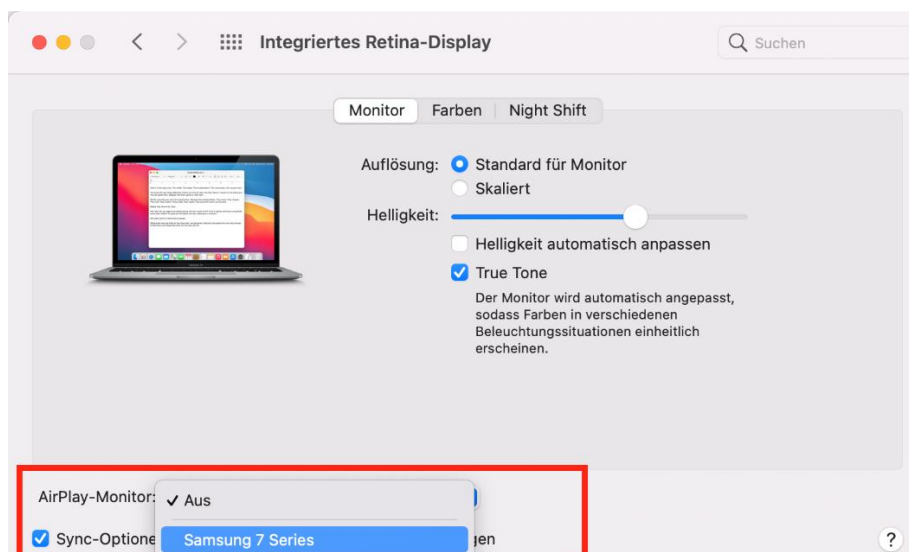 Integriertes Retina-Display
Suchen
Monitor Farben Night Shift
Auflösung: Standard für Monitor
Skaliert
Helligkeit:
Helligkeit automatisch anpassen
True Tone
Der Monitor wird automatisch angepasst,
sodass Farben in verschiedenen
Beleuchtungssituationen einheitlich
erscheinen.
AirPlay-Monitor: ✓ Aus
Sync-Optione Samsung 7 Series gen
?